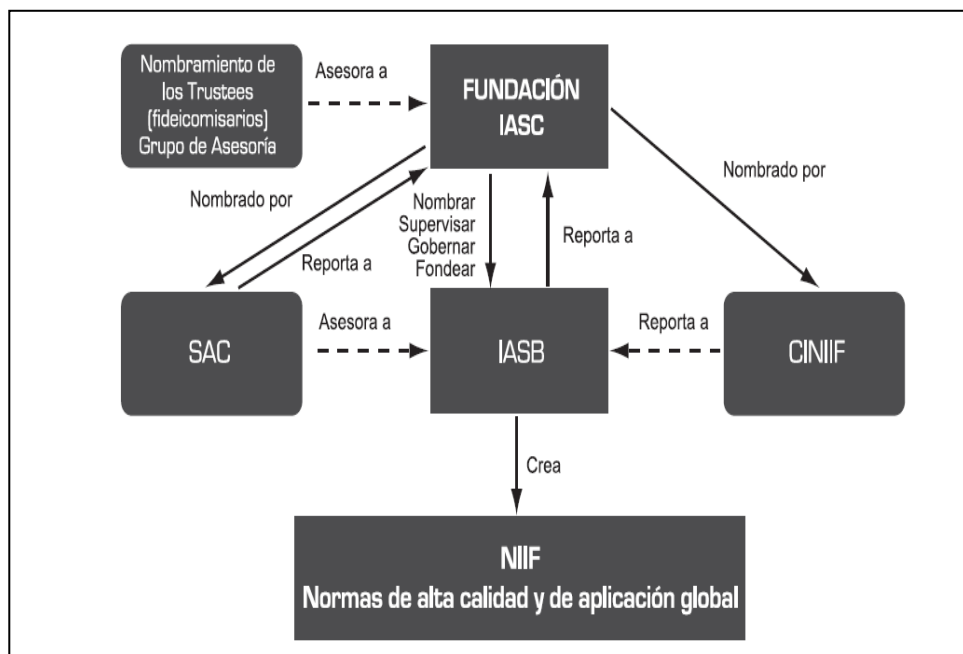 Nombramiento de
los Trustees
(fideicomisarios)
Grupo de Asesoría
Asesora a
FUNDACIÓN
IASC
Nombrado por
Reporta a
Nombrar
Supervisar
Gobernar
Fondear
Reporta a
Nombrado por
SAC
Asesora a
IASB
Reporta a
CINIIF
Crea
NIIF
Normas de alta calidad y de aplicación global